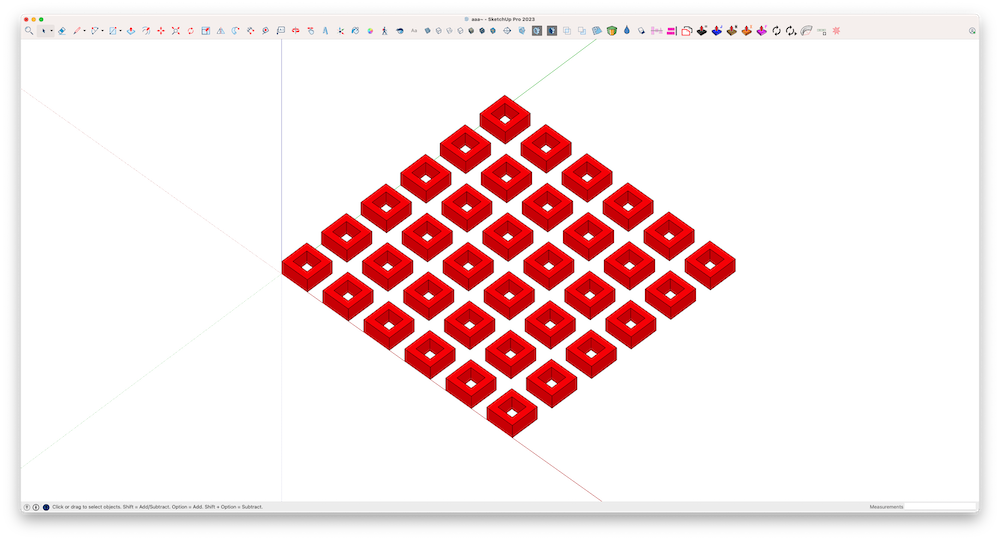 aaa~ - SketchUp Pro 2023
Click or drag to select objects. Shift = Add/Subtract. Option = Add. Shift + Option = Subtract.
Measurements